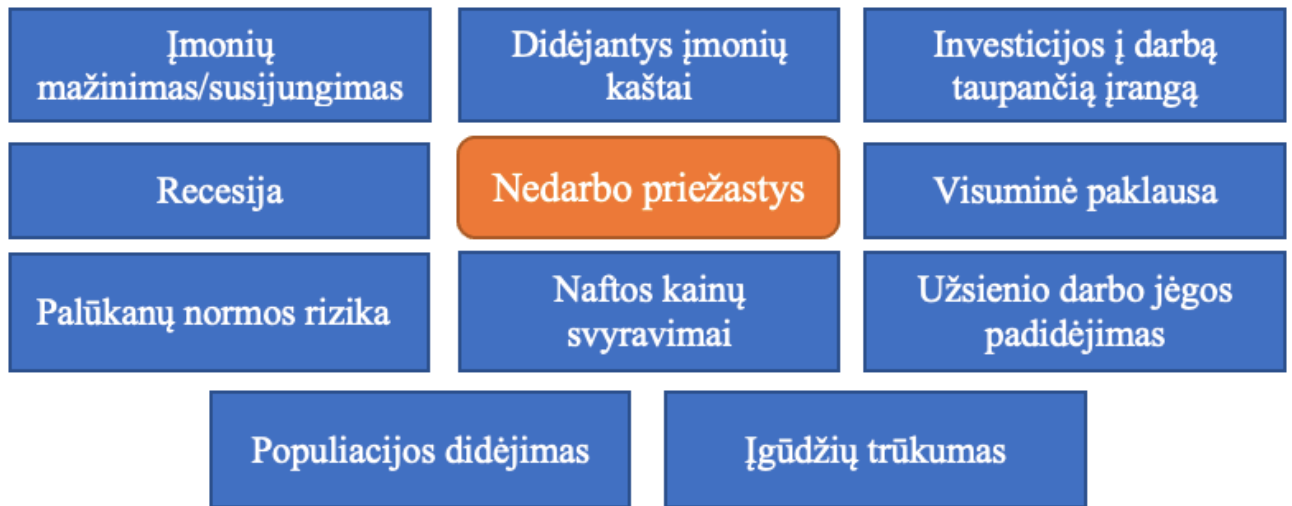 Įmonių
mažinimas/susijungimas
Didėjantys įmonių
kaštai
Investicijos į darbą
taupančią įrangą
Recesija
Nedarbo priežastys
Visuminė paklausa
Palūkanų normos rizika
Naftos kainų
svyravimai
Užsienio darbo jėgos
padidėjimas
Populiacijos didėjimas
Įgūdžių trūkumas